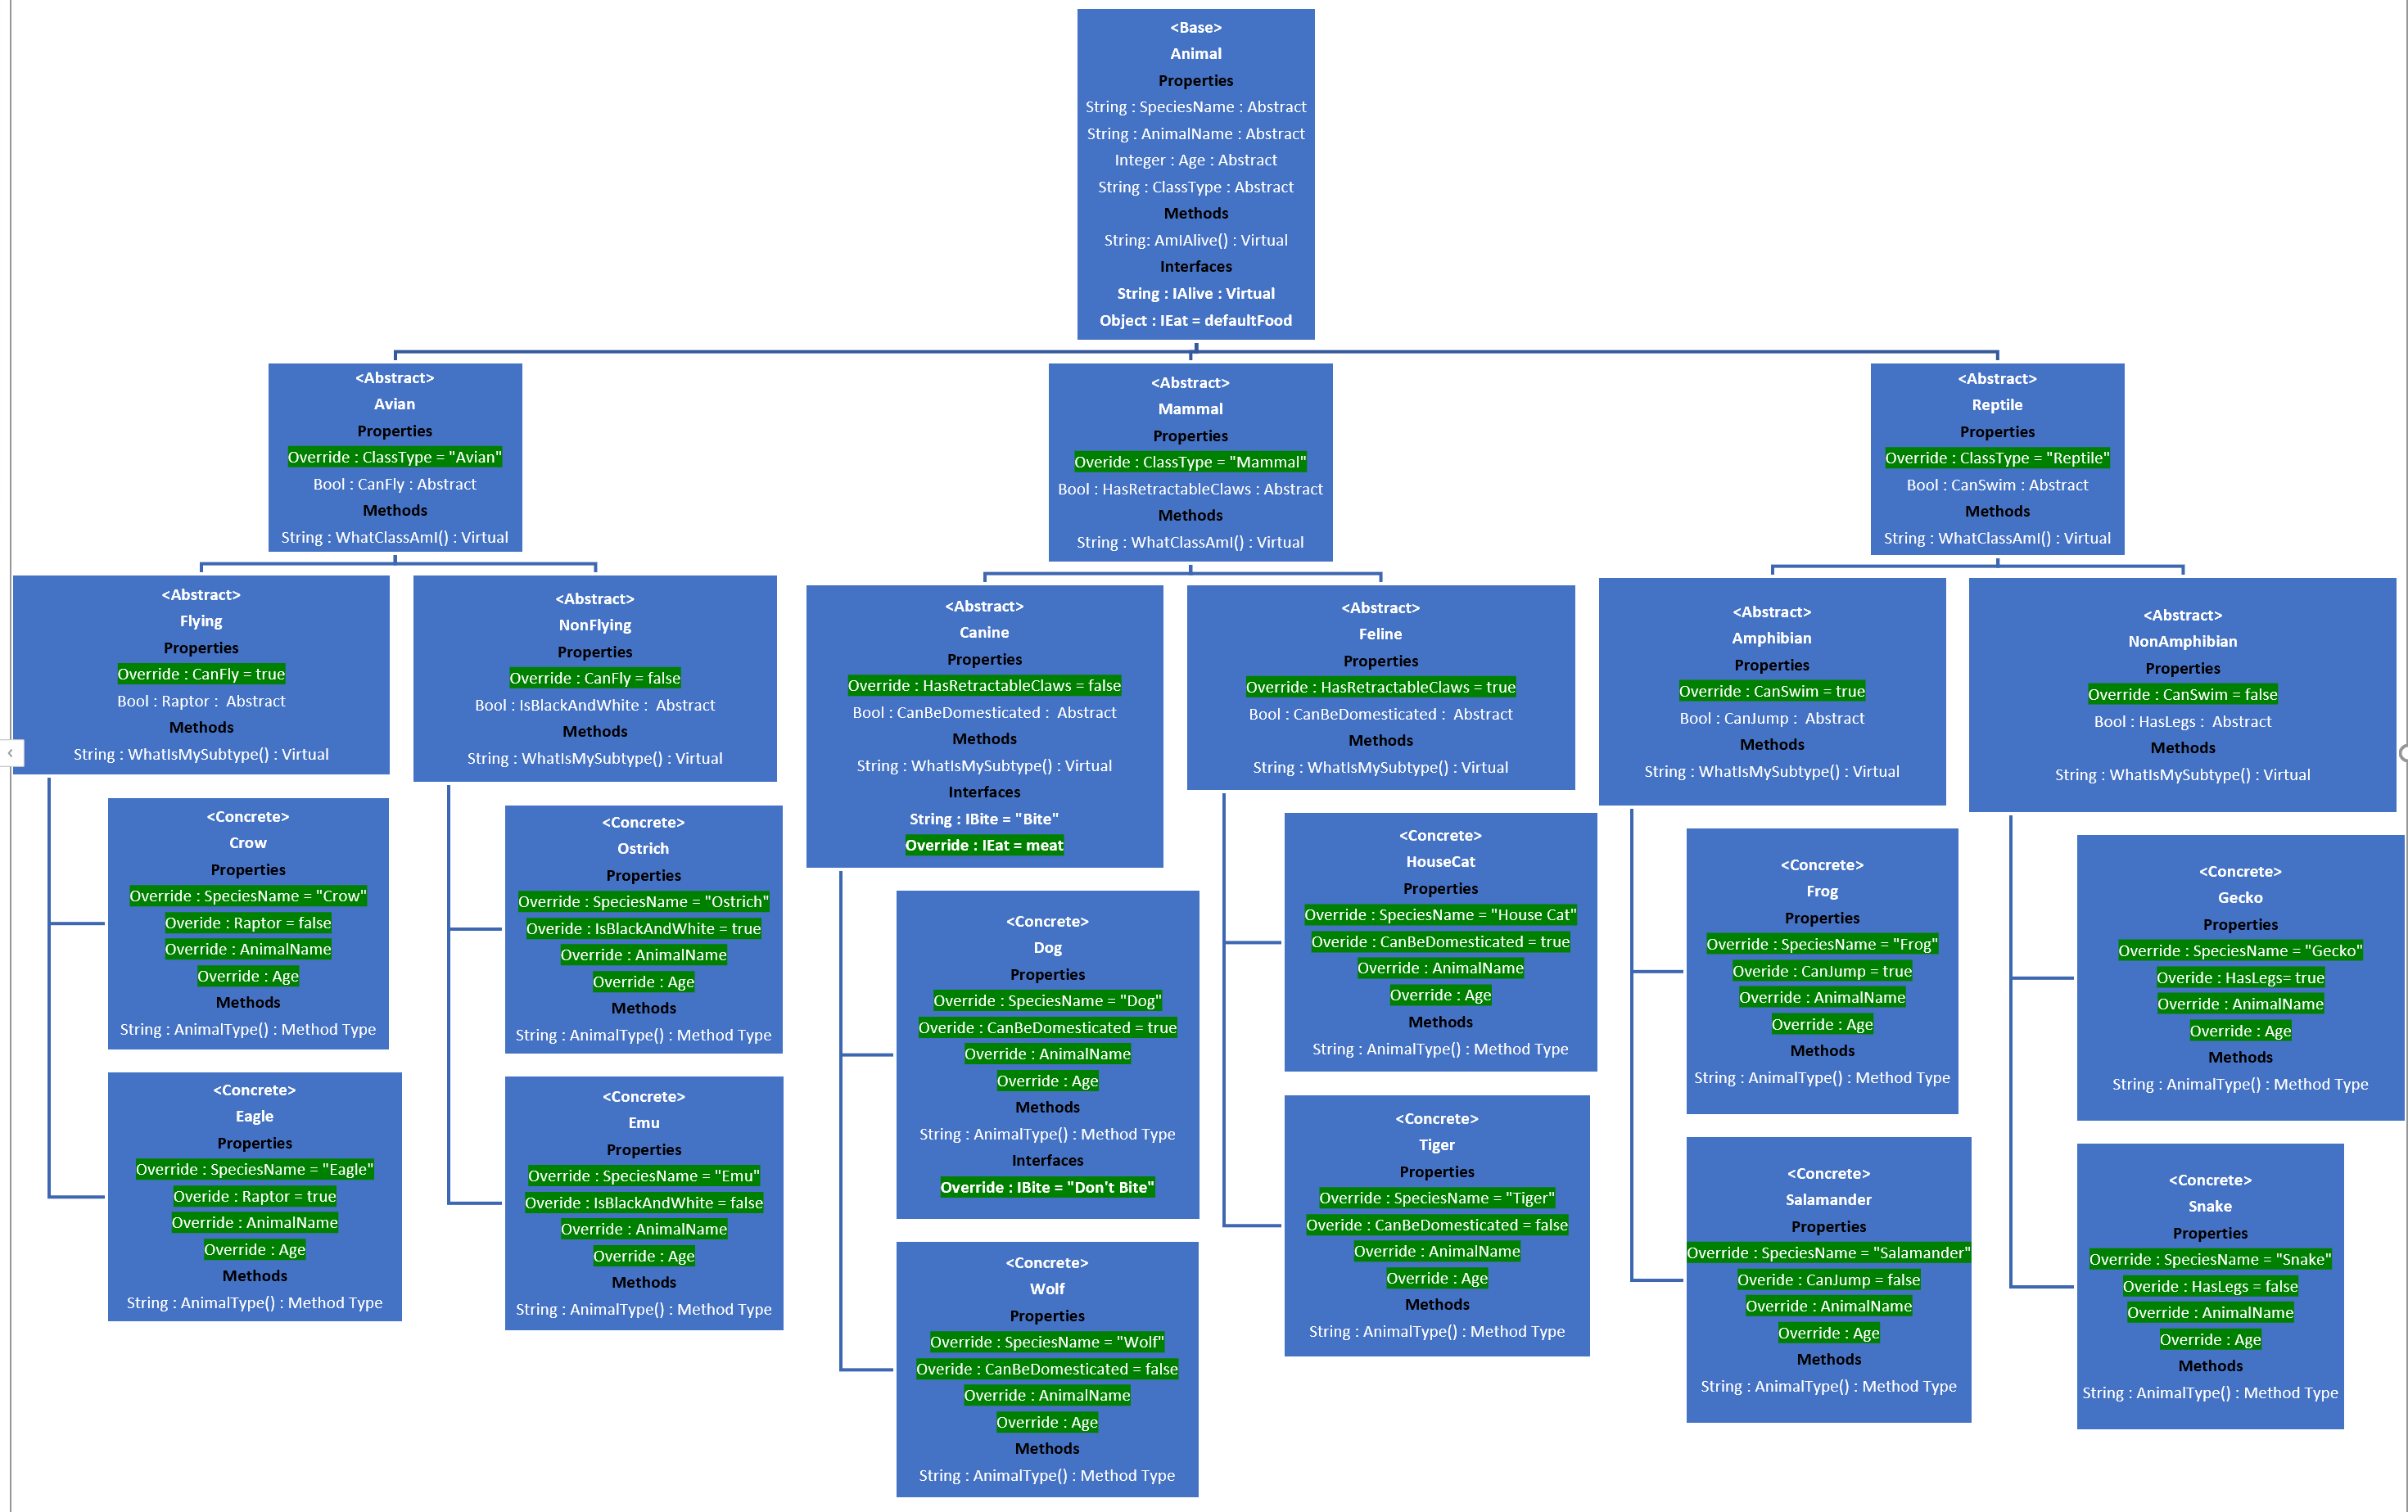 <Base>
Animal
Properties
String : SpeciesName : Abstract
String : AnimalName : Abstract
Integer : Age : Abstract
String : ClassType : Abstract
Methods
String: AmIAlive() : Virtual
Interfaces
String : IAlive : Virtual
Object : IEat = defaultFood
<Abstract>
Avian
Properties
Override : ClassType = "Avian"
Bool : CanFly : Abstract
Methods
String : WhatClassAmI() : Virtual
<Abstract>
Mammal
Properties
Overide : ClassType = "Mammal"
Bool : HasRetractableClaws : Abstract
Methods
String : WhatClassAmI() : Virtual
<Abstract>
Reptile
Properties
Override : ClassType = "Reptile"
Bool : CanSwim : Abstract
Methods
String : WhatClassAmI() : Virtual
<Abstract>
Flying
Properties
Override : CanFly = true
Bool : Raptor :  Abstract
Methods
String : WhatIsMySubtype() : Virtual
<Abstract>
NonFlying
Properties
Override : CanFly = false
Bool : IsBlackAndWhite :  Abstract
Methods
String : WhatIsMySubtype() : Virtual
<Abstract>
Canine
Properties
Override : HasRetractableClaws = false
Bool : CanBeDomesticated :  Abstract
Methods
String : WhatIsMySubtype() : Virtual
Interfaces
String : IBite = "Bite"
Override : IEat = meat
<Abstract>
Feline
Properties
Override : HasRetractableClaws = true
Bool : CanBeDomesticated :  Abstract
Methods
String : WhatIsMySubtype() : Virtual
<Abstract>
Amphibian
Properties
Override : CanSwim = true
Bool : CanJump :  Abstract
Methods
String : WhatIsMySubtype() : Virtual
<Abstract>
NonAmphibian
Properties
Override : CanSwim = false
Bool : HasLegs :  Abstract
Methods
String : WhatIsMySubtype() : Virtual
<Concrete>
Crow
Properties
Override : SpeciesName = "Crow"
Overide : Raptor = false
Override : AnimalName
Override : Age
Methods
String : AnimalType() : Method Type
<Concrete>
Eagle
Properties
Override : SpeciesName = "Eagle"
Overide : Raptor = true
Override : AnimalName
Override : Age
Methods
String : AnimalType() : Method Type
<Concrete>
Ostrich
Properties
Override : SpeciesName = "Ostrich"
Overide : IsBlackAndWhite = true
Override : AnimalName
Override : Age
Methods
String : AnimalType() : Method Type
<Concrete>
Emu
Properties
Override : SpeciesName = "Emu"
Override : IsBlackAndWhite = false
Override : AnimalName
Override : Age
Methods
String : AnimalType() : Method Type
<Concrete>
Dog
Properties
Override : SpeciesName = "Dog"
Overide : CanBeDomesticated = true
Override : AnimalName
Override : Age
Methods
String : AnimalType() : Method Type
Interfaces
Override : IBite = "Don't Bite"
<Concrete>
Wolf
Properties
Override : SpeciesName = "Wolf"
Overide : CanBeDomesticated = false
Override : AnimalName
Override : Age
Methods
String : AnimalType() : Method Type
<Concrete>
HouseCat
Properties
Override : SpeciesName = "House Cat"
Overide : CanBeDomesticated = true
Override : AnimalName
Override : Age
Methods
String : AnimalType() : Method Type
<Concrete>
Tiger
Properties
Override : SpeciesName = "Tiger"
Overide : CanBeDomesticated = false
Override : AnimalName
Override : Age
Methods
String : AnimalType() : Method Type
<Concrete>
Frog
Properties
Override : SpeciesName = "Frog"
Overide : CanJump = true
Override : AnimalName
Override : Age
Methods
String : AnimalType() : Method Type
<Concrete>
Salamander
Properties
Override : SpeciesName = "Salamander"
Overide : CanJump = false
Override : AnimalName
Override : Age
Methods
String : AnimalType() : Method Type
<Concrete>
Gecko
Properties
Override : SpeciesName = "Gecko"
Overide : HasLegs= true
Override : AnimalName
Override : Age
Methods
String : AnimalType() : Method Type
<Concrete>
Snake
Properties
Override : SpeciesName = "Snake"
Overide : HasLegs = false
Override : AnimalName
Override : Age
Methods
String : AnimalType() : Method Type